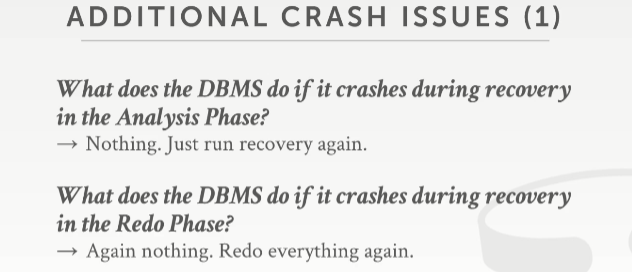 ADDITIONAL CRASH ISSUES (1)
What does the DBMS do if it crashes during recovery
in the Analysis Phase?
→ Nothing. Just run recovery again.
What does the DBMS do if it crashes during recovery
in the Redo Phase?
→ Again nothing. Redo everything again.